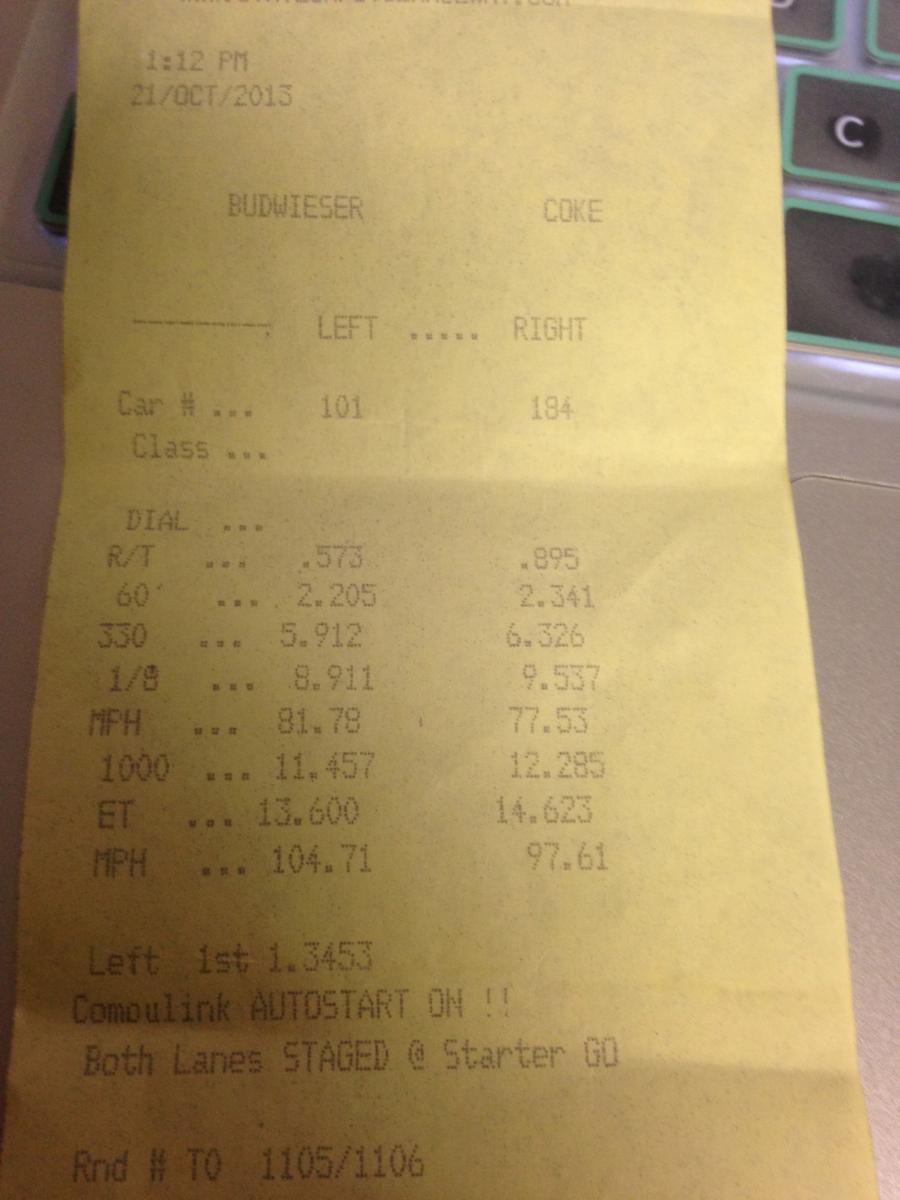 1:12 PM
21/OCT/2013
BUDWIESER COKE
--------- LEFT ..... RIGHT
Car # ... 101 184
Class ...
DIAL ...
R/T ... .573 .895
60' ... 2.205 2.341
330 ... 5.912 6.326
1/8 ... 8.911 9.537
MPH ... 81.78 77.53
1000 ... 11.457 12.285
ET ... 13.600 14.623
MPH ... 104.71 97.61
Left 1st 1.3453
Compulink AUTOSTART ON !!
Both Lanes STAGED @ Starter GO
Rnd # T0 1105/1106
C